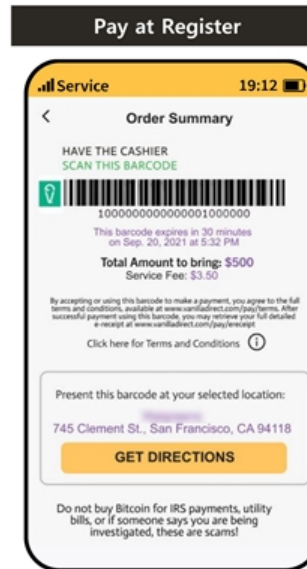 Pay at Register
Service 19:12
Order Summary
HAVE THE CASHIER
SCAN THIS BARCODE
1000000000000001000000
This barcode expires in 30 minutes
on Sep. 20, 2021 at 5:32 PM
Total Amount to bring: $500
Service Fee: $3.50
By accepting or using this barcode to make a payment, you agree to the full
terms and conditions, available at www.vanilladirect.com/pay/terms. After
successful payment using this barcode, you may retrieve your full detailed
e-receipt at www.vanilladirect.com/pay/ereceipt
Click here for Terms and Conditions i
Present this barcode at your selected location:
745 Clement St., San Francisco, CA 94118
GET DIRECTIONS
Do not buy Bitcoin for IRS payments, utility
bills, or if someone says you are being
investigated, these are scams!